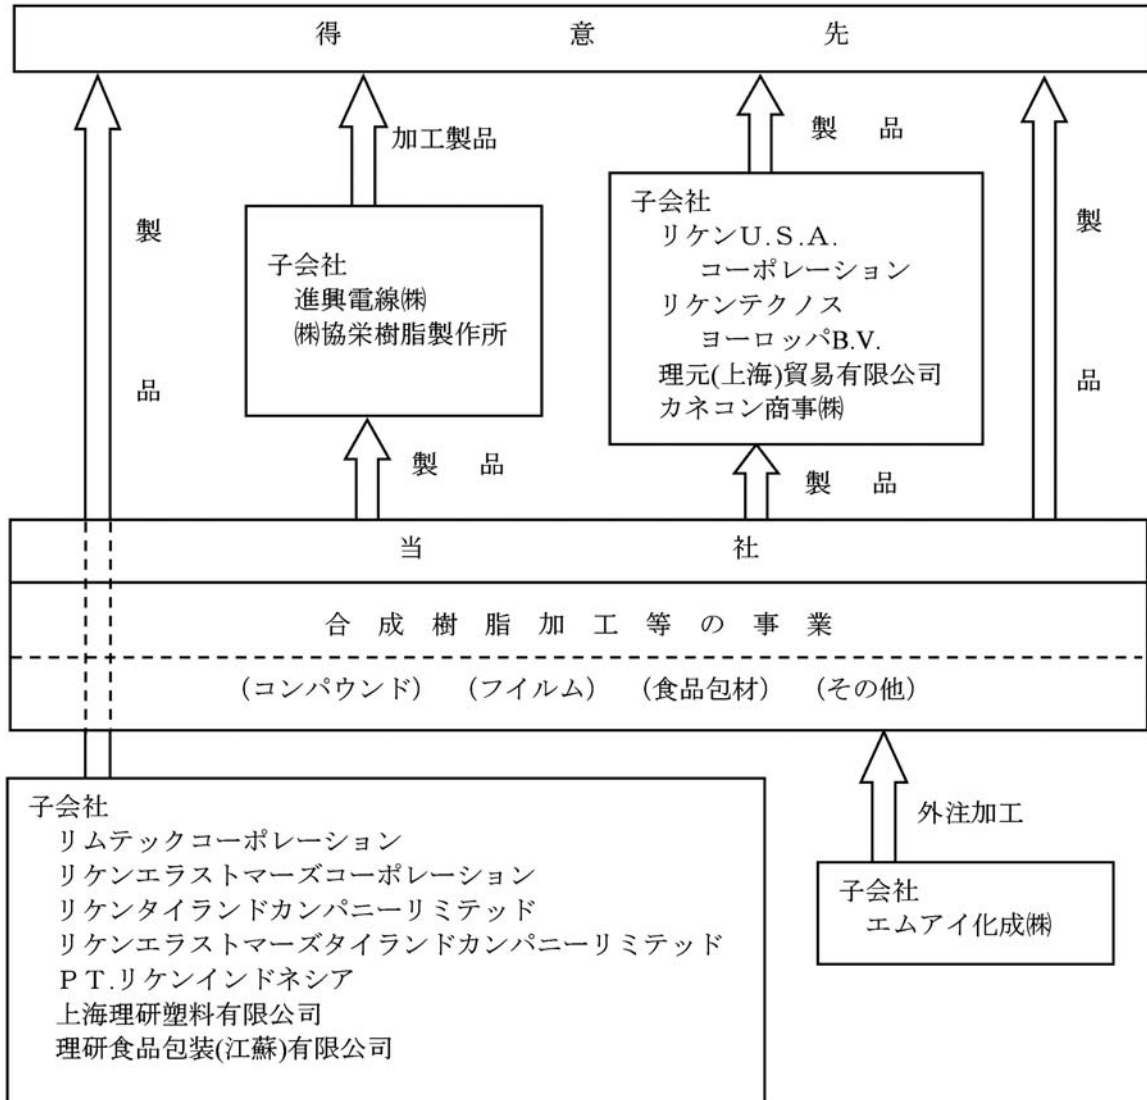 得意先
加工製品
製品
製品
製品
子会社
進興電線㈱
㈱協栄樹脂製作所
子会社
リケンU.S.A.
コーポレーション
リケンテクノス
ヨーロッパB.V.
理元(上海)貿易有限公司
カネコン商事㈱
製品
製品
当社
合成樹脂加工等の事業
(コンパウンド) (フイルム) (食品包材) (その他)
子会社
リムテックコーポレーション
リケンエラストマーズコーポレーション
リケンタイランドカンパニーリミテッド
リケンエラストマーズタイランドカンパニーリミテッド
ＰＴ.リケンインドネシア
上海理研塑料有限公司
理研食品包装(江蘇)有限公司
外注加工
子会社
エムアイ化成㈱